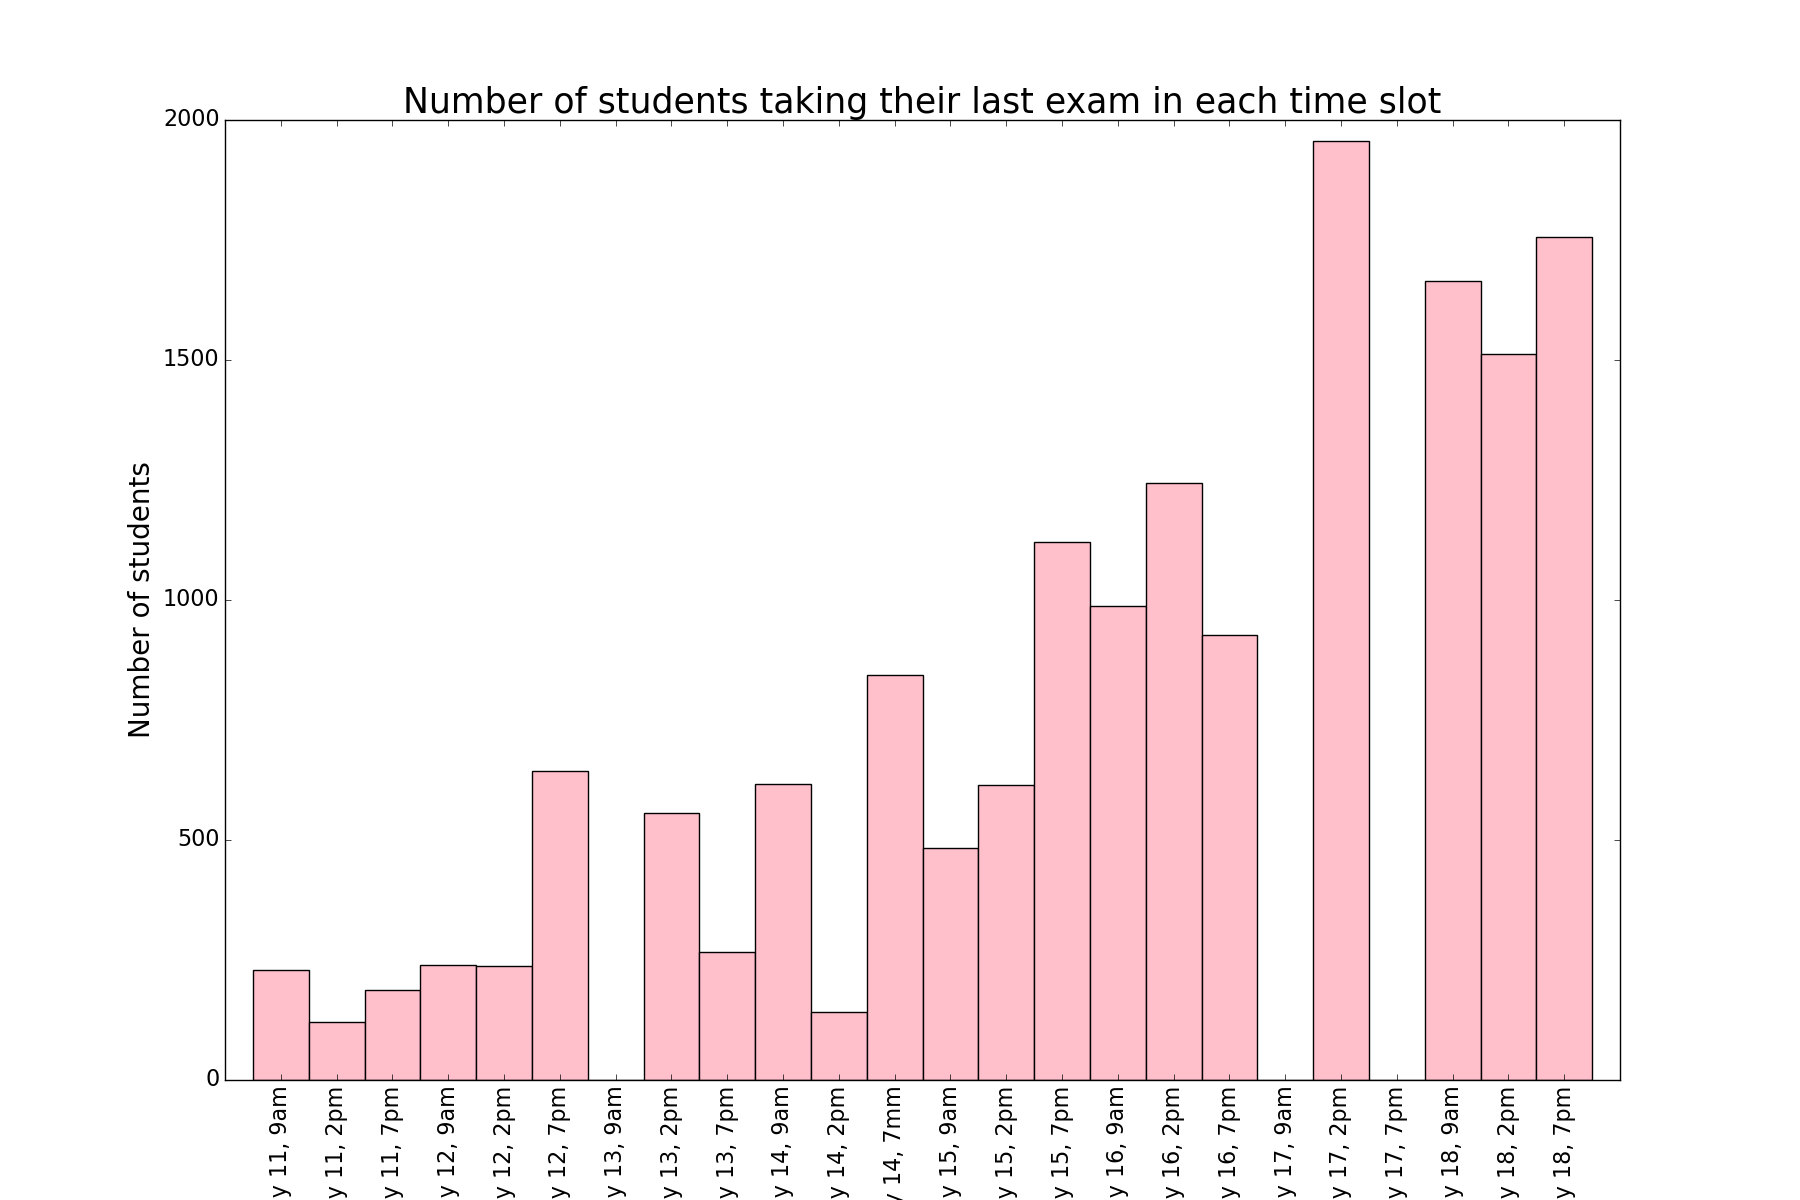 Number of students taking their last exam in each time slot
Number of students
2000
1500
1000
500
0
y 11, 9am
y 11, 2pm
y 11, 7pm
y 12, 9am
y 12, 2pm
y 12, 7pm
y 13, 9am
y 13, 2pm
y 13, 7pm
y 14, 9am
y 14, 2pm
y 14, 7mm
y 15, 9am
y 15, 2pm
y 15, 7pm
y 16, 9am
y 16, 2pm
y 16, 7pm
y 17, 9am
y 17, 2pm
y 17, 7pm
y 18, 9am
y 18, 2pm
y 18, 7pm